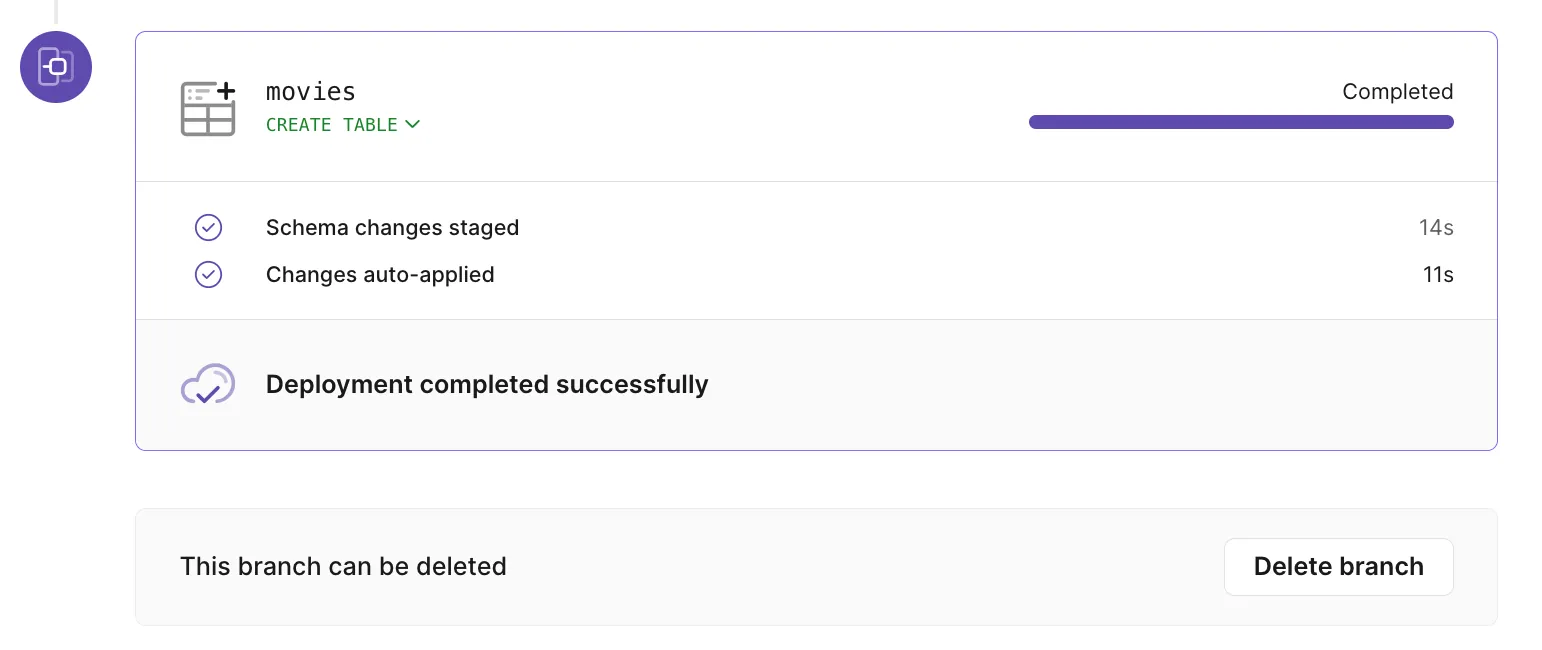 movies
Completed
CREATE TABLE
Schema changes staged
14s
Changes auto-applied
11s
Deployment completed successfully
This branch can be deleted
Delete branch